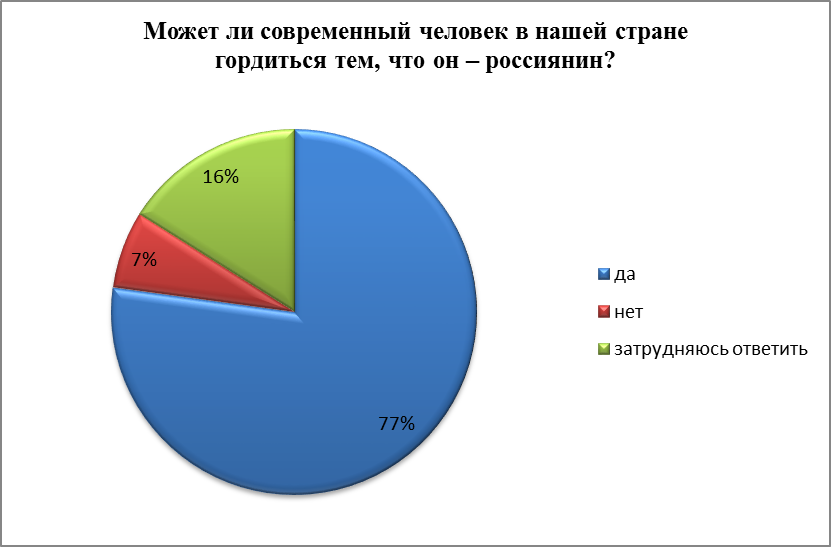 Может ли современный человек в нашей стране
гордиться тем, что он – россиянин?
16%
7%
77%
да
нет
затрудняюсь ответить